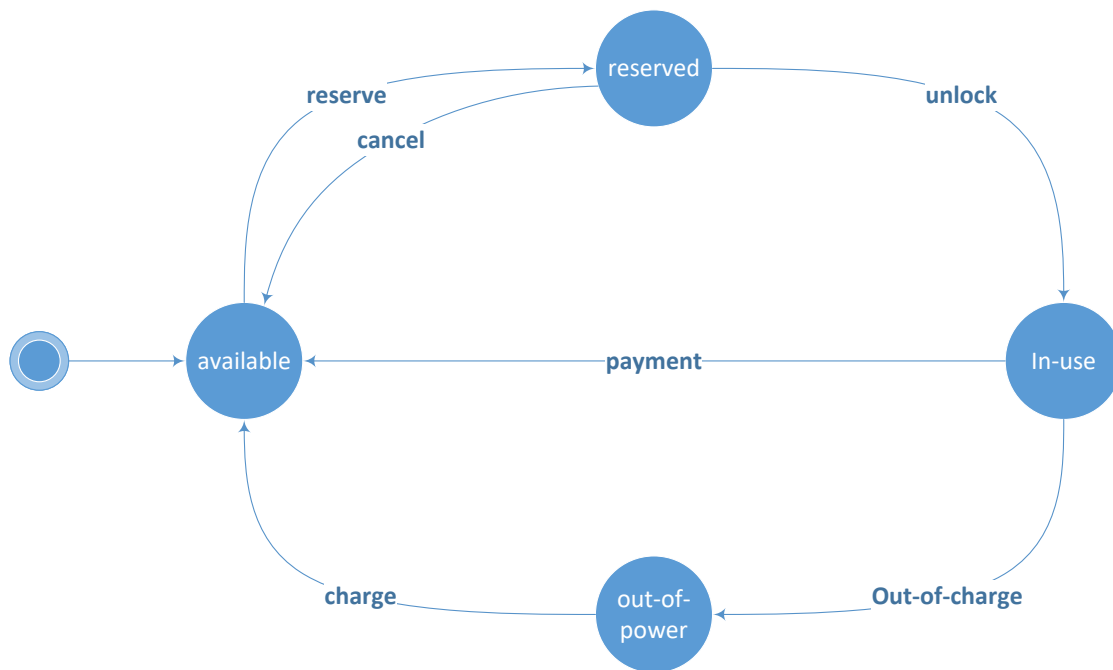 reserved
reserve
unlock
cancel
available
payment
In-use
charge
out-of-
power
Out-of-charge